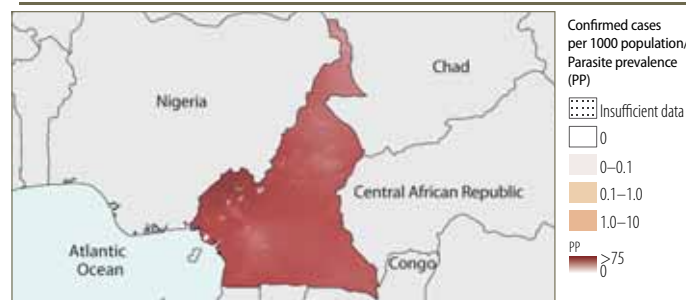 Confirmed cases
per 1000 population/
Parasite prevalence
(PP)
Insufficient data
0
0–0.1
0.1–1.0
1.0–10
PP
>75
0
Chad
Nigeria
Central African Republic
Atlantic
Ocean
Congo